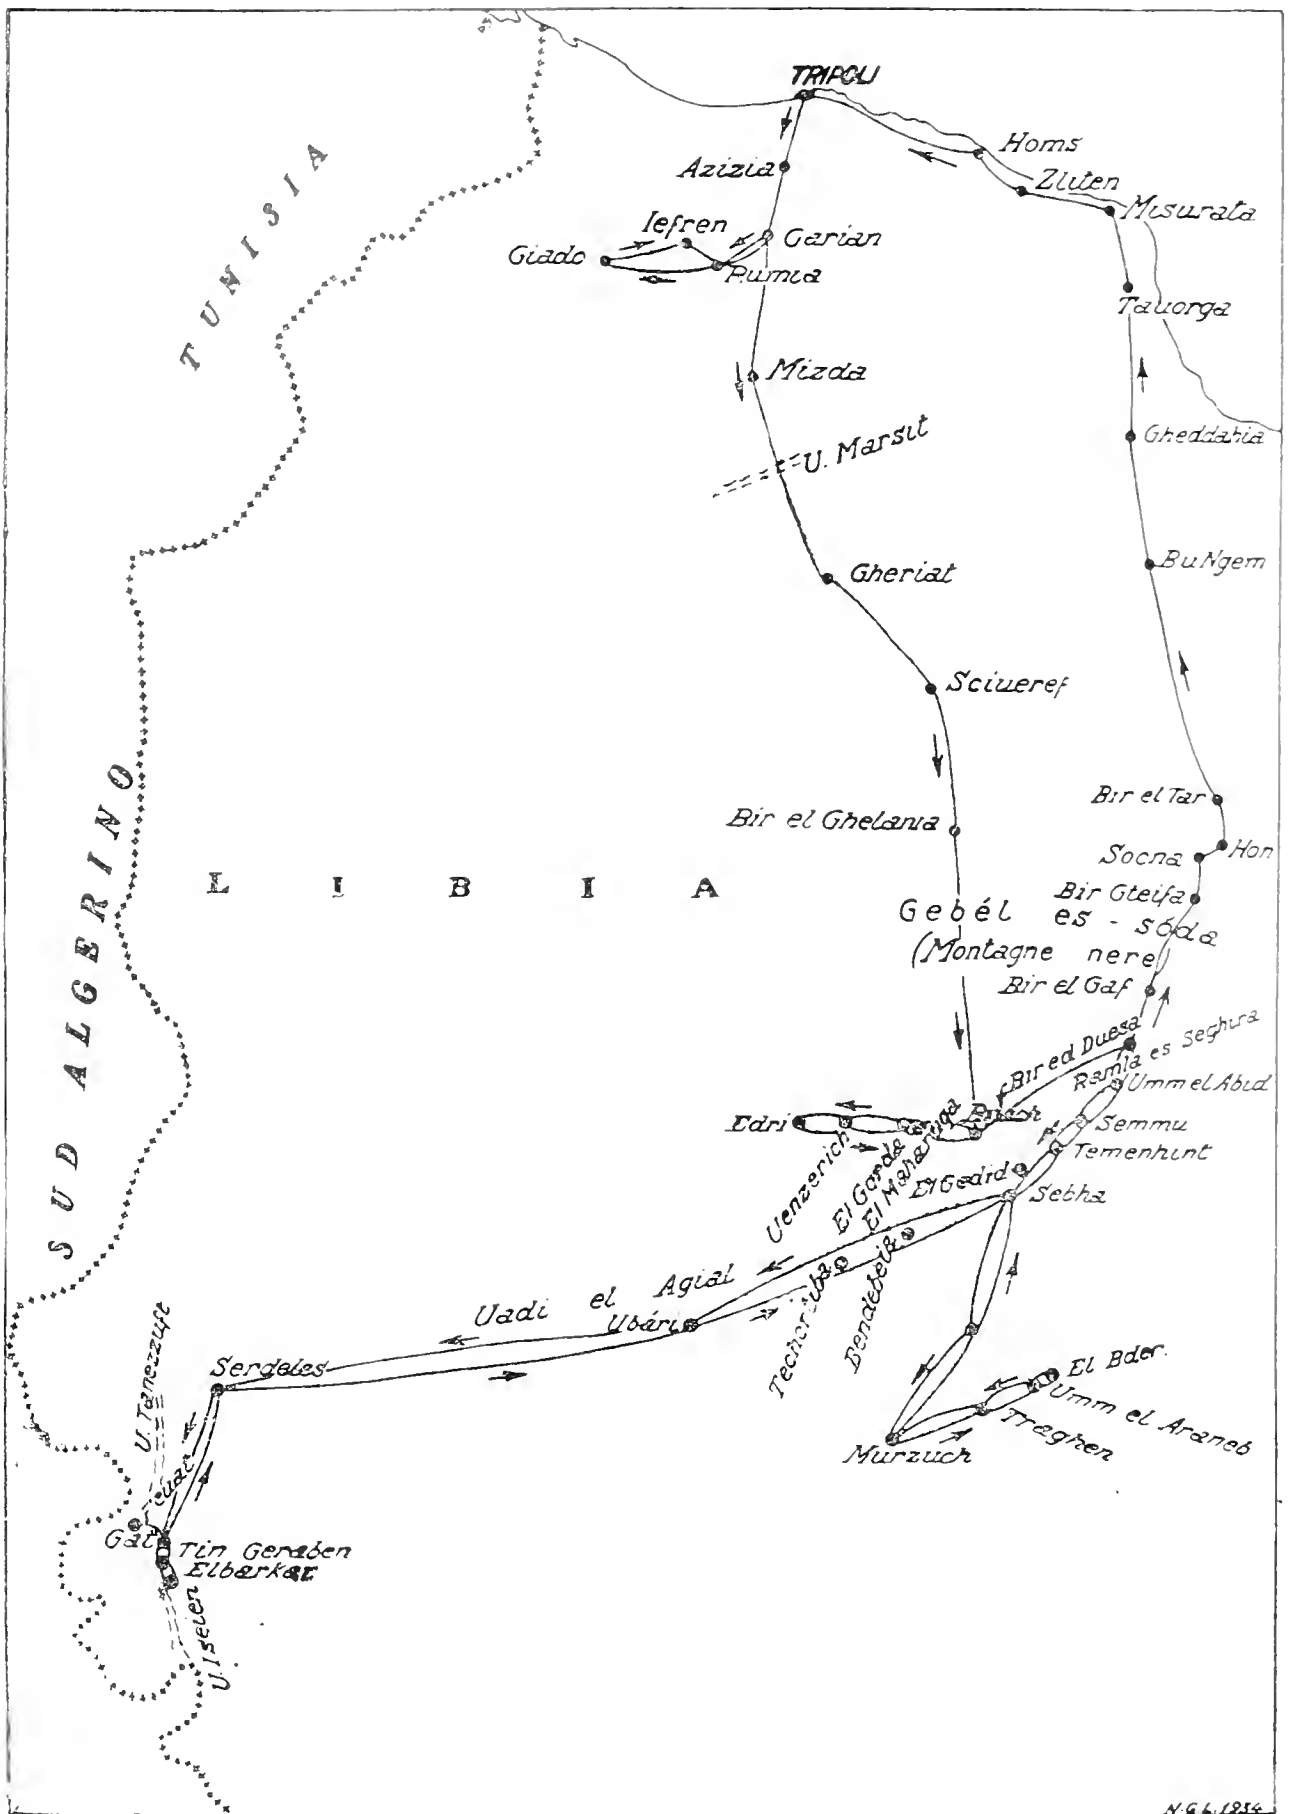 TRIPOLI
Homs
Azizia
Zliten
Misurata
Iefren
Garian
Giado
Rumia
Tauorga
TUNISIA
Mizda
U. Marsit
Gheddahia
Bu Ngem
Gheriat
Sciueref
Bir el Tar
Bir el Ghelania
Hon
Socna
LIBIA
Bir Gteifa
Gebél es-sóda
(Montagne nere)
Bir el Gaf
SUD ALGERINO
Bir ed Duesa
Ramla es Seghira
Umm el Abid
Edri
Semmu
Temenhint
Uenzerich
El Gorda
El Maharuga
El Gedid
Sebha
Uadi el Agial
Ubári
Bendebeia
U. Tanezzuft
Serdeles
El Bder.
Umm el Araneb
Traghen
Murzuch
Gat
Tin Geraben
Elbarkat
U. Iseien
N.G.L. 1934